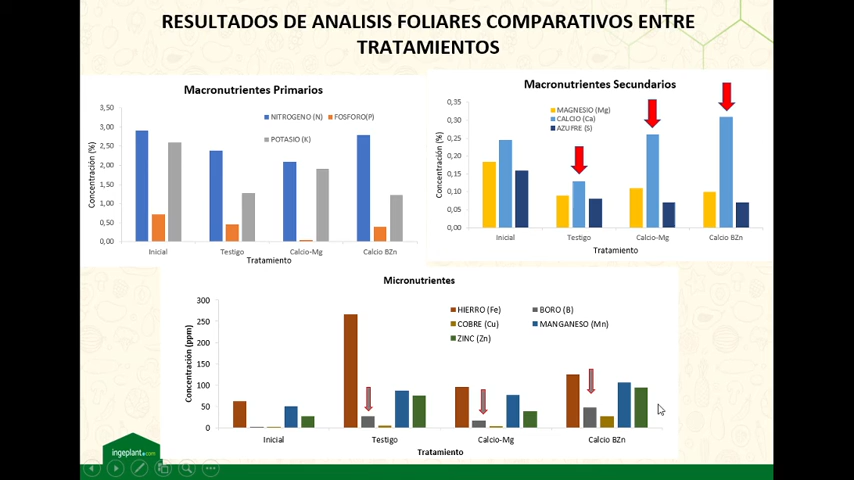 RESULTADOS DE ANALISIS FOLIARES COMPARATIVOS ENTRE
TRATAMIENTOS
Macronutrientes Primarios
3,50
3,00
2,50
2,00
1,50
1,00
0,50
0,00
Concentración (%)
NITROGENO (N)
FOSFORO(P)
POTASIO (K)
Inicial
Testigo
Calcio-Mg
Calcio BZn
Tratamiento
Macronutrientes Secundarios
0,35
0,30
0,25
0,20
0,15
0,10
0,05
0,00
Concentración (%)
MAGNESIO (Mg)
CALCIO (Ca)
AZUFRE (S)
Inicial
Testigo
Calcio-Mg
Calcio BZn
Tratamiento
Micronutrientes
300
250
200
150
100
50
0
Concentración (ppm)
HIERRO (Fe)
BORO (B)
COBRE (Cu)
MANGANESO (Mn)
ZINC (Zn)
Inicial
Testigo
Calcio-Mg
Calcio BZn
Tratamiento
ingeplant.com